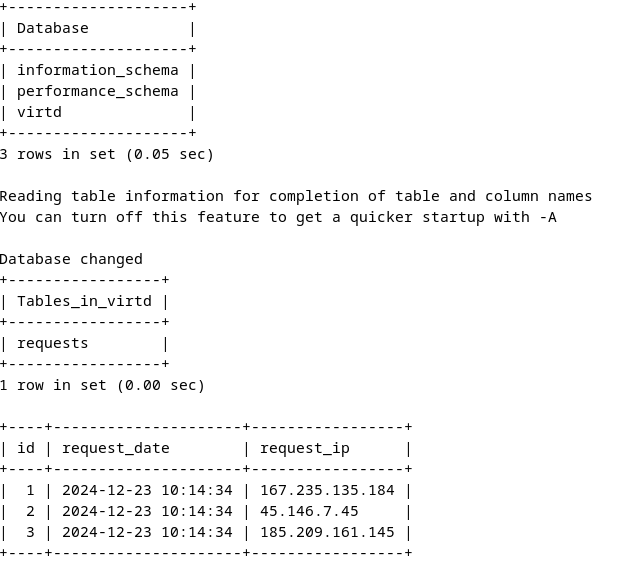 +--------------------+
| Database           |
+--------------------+
| information_schema |
| performance_schema |
| virtd              |
+--------------------+
3 rows in set (0.05 sec)

Reading table information for completion of table and column names
You can turn off this feature to get a quicker startup with -A

Database changed
+-----------------+
| Tables_in_virtd |
+-----------------+
| requests        |
+-----------------+
1 row in set (0.00 sec)

+----+---------------------+-----------------+
| id | request_date        | request_ip      |
+----+---------------------+-----------------+
|  1 | 2024-12-23 10:14:34 | 167.235.135.184 |
|  2 | 2024-12-23 10:14:34 | 45.146.7.45     |
|  3 | 2024-12-23 10:14:34 | 185.209.161.145 |
+----+---------------------+-----------------+